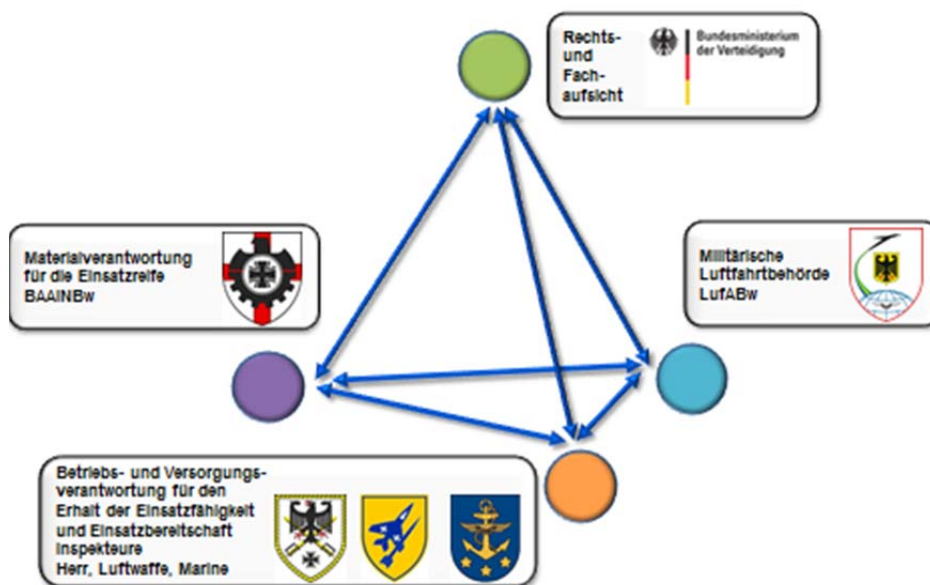 Rechts-
und
Fach-
aufsicht
Bundesministerium
der Verteidigung
Materialverantwortung
für die Einsatzreife
BAAINBw
Militärische
Luftfahrtbehörde
LufABw
Betriebs- und Versorgungs-
verantwortung für den
Erhalt der Einsatzfähigkeit
und Einsatzbereitschaft
Inspekteure
Herr, Luftwaffe, Marine